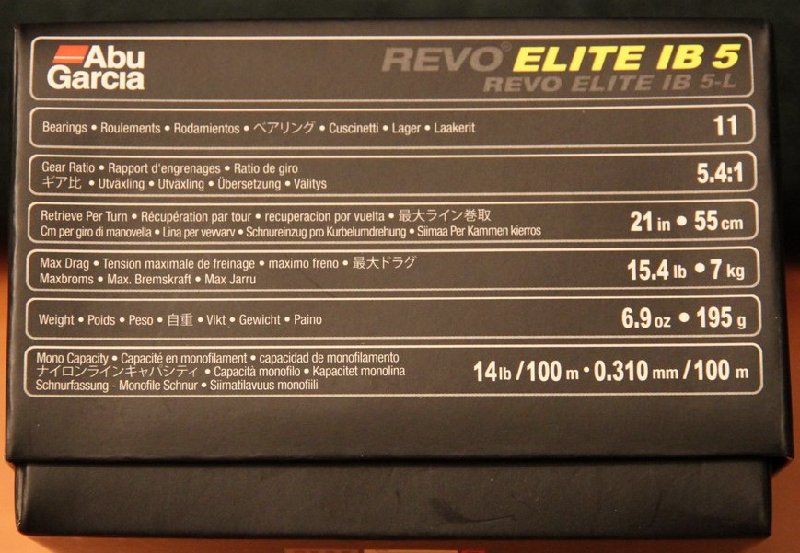 Abu Garcia
REVO® ELITE IB 5
REVO ELITE IB 5-L
Bearings • Roulements • Rodamientos • ベアリング • Cuscinetti • Lager • Laakerit
11
Gear Ratio • Rapport d'engrenages • Ratio de giro
ギア比 • Utväxling • Utväxling • Übersetzung • Välitys
5.4:1
Retrieve Per Turn • Récupération par tour • recuperacion por vuelta • 最大ライン巻取
Cm per giro di manovella • Lina per vevvarv • Schnureinzug pro Kurbelumdrehung • Siimaa Per Kammen kierros
21 in • 55 cm
Max Drag • Tension maximale de freinage • maximo freno • 最大ドラグ
Maxbroms • Max. Bremskraft • Max Jarru
15.4 lb • 7 kg
Weight • Poids • Peso • 自重 • Vikt • Gewicht • Paino
6.9 oz • 195 g
Mono Capacity • Capacité en monofilament • capacidad de monofilamento
ナイロンラインキャパシティ • Capacità monofilo • Kapacitet monolina
Schnurfassung - Monofile Schnur • Siimatilavuus monofiili
14 lb / 100 m • 0.310 mm / 100 m